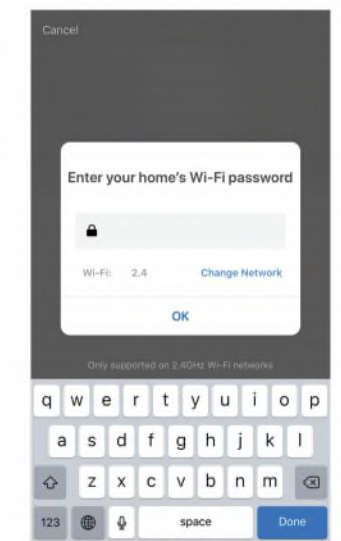 Cancel
Enter your home's Wi-Fi password
Wi-Fi: 2.4 Change Network
OK
Only supported on 2.4GHz Wi-Fi networks
q w e r t y u i o p
a s d f g h j k l
z x c v b n m
123 space Done